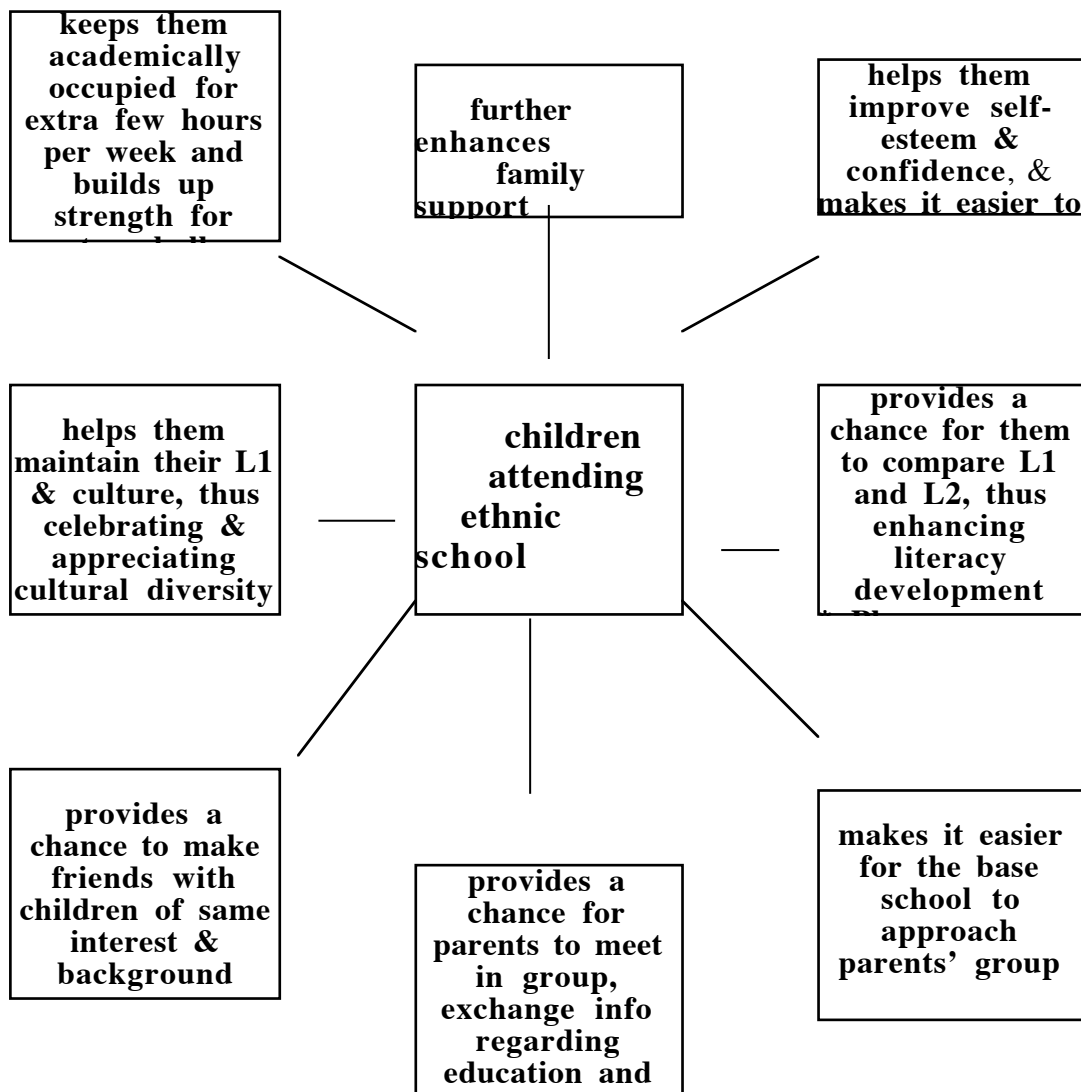 keeps them
academically
occupied for
extra few hours
per week and
builds up
strength for
further
enhances
family
support
helps them
improve self-
esteem &
confidence, &
makes it easier to
helps them
maintain their L1
& culture, thus
celebrating &
appreciating
cultural diversity
children
attending
ethnic
school
provides a
chance for them
to compare L1
and L2, thus
enhancing
literacy
development
provides a
chance to make
friends with
children of same
interest &
background
provides a
chance for
parents to meet
in group,
exchange info
regarding
education and
makes it easier
for the base
school to
approach
parents’ group